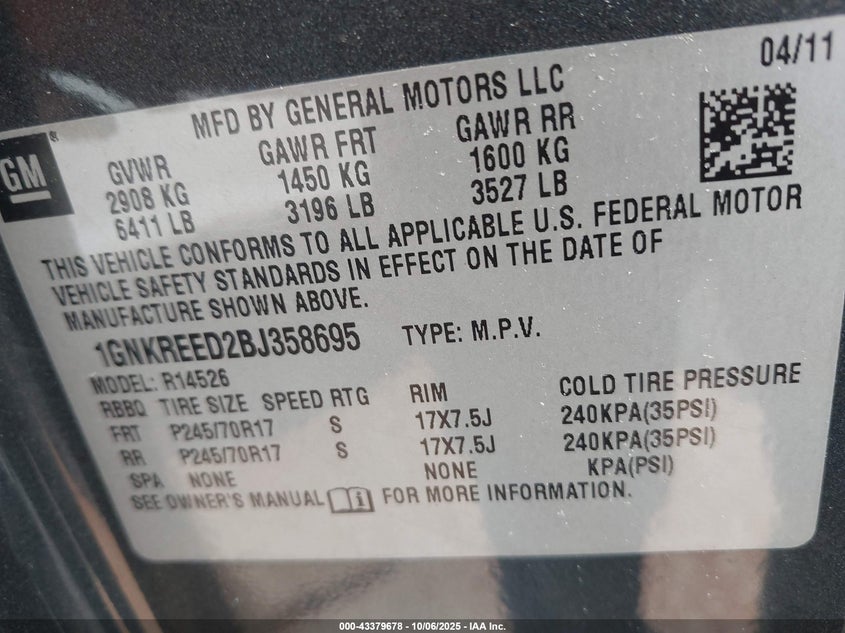 04/11
MFD BY GENERAL MOTORS LLC
GM®
GVWR GAWR FRT GAWR RR
2908 KG 1450 KG 1600 KG
6411 LB 3196 LB 3527 LB
THIS VEHICLE CONFORMS TO ALL APPLICABLE U.S. FEDERAL MOTOR
VEHICLE SAFETY STANDARDS IN EFFECT ON THE DATE OF
MANUFACTURE SHOWN ABOVE.
1GNKREED2BJ358695 TYPE: M.P.V.
MODEL: R14526
RBBQ TIRE SIZE SPEED RTG RIM COLD TIRE PRESSURE
FRT P245/70R17 S 17X7.5J 240KPA(35PSI)
RR P245/70R17 S 17X7.5J 240KPA(35PSI)
SPA NONE NONE KPA(PSI)
SEE OWNER'S MANUAL FOR MORE INFORMATION.
000-43379678 - 10/06/2025 - IAA Inc.